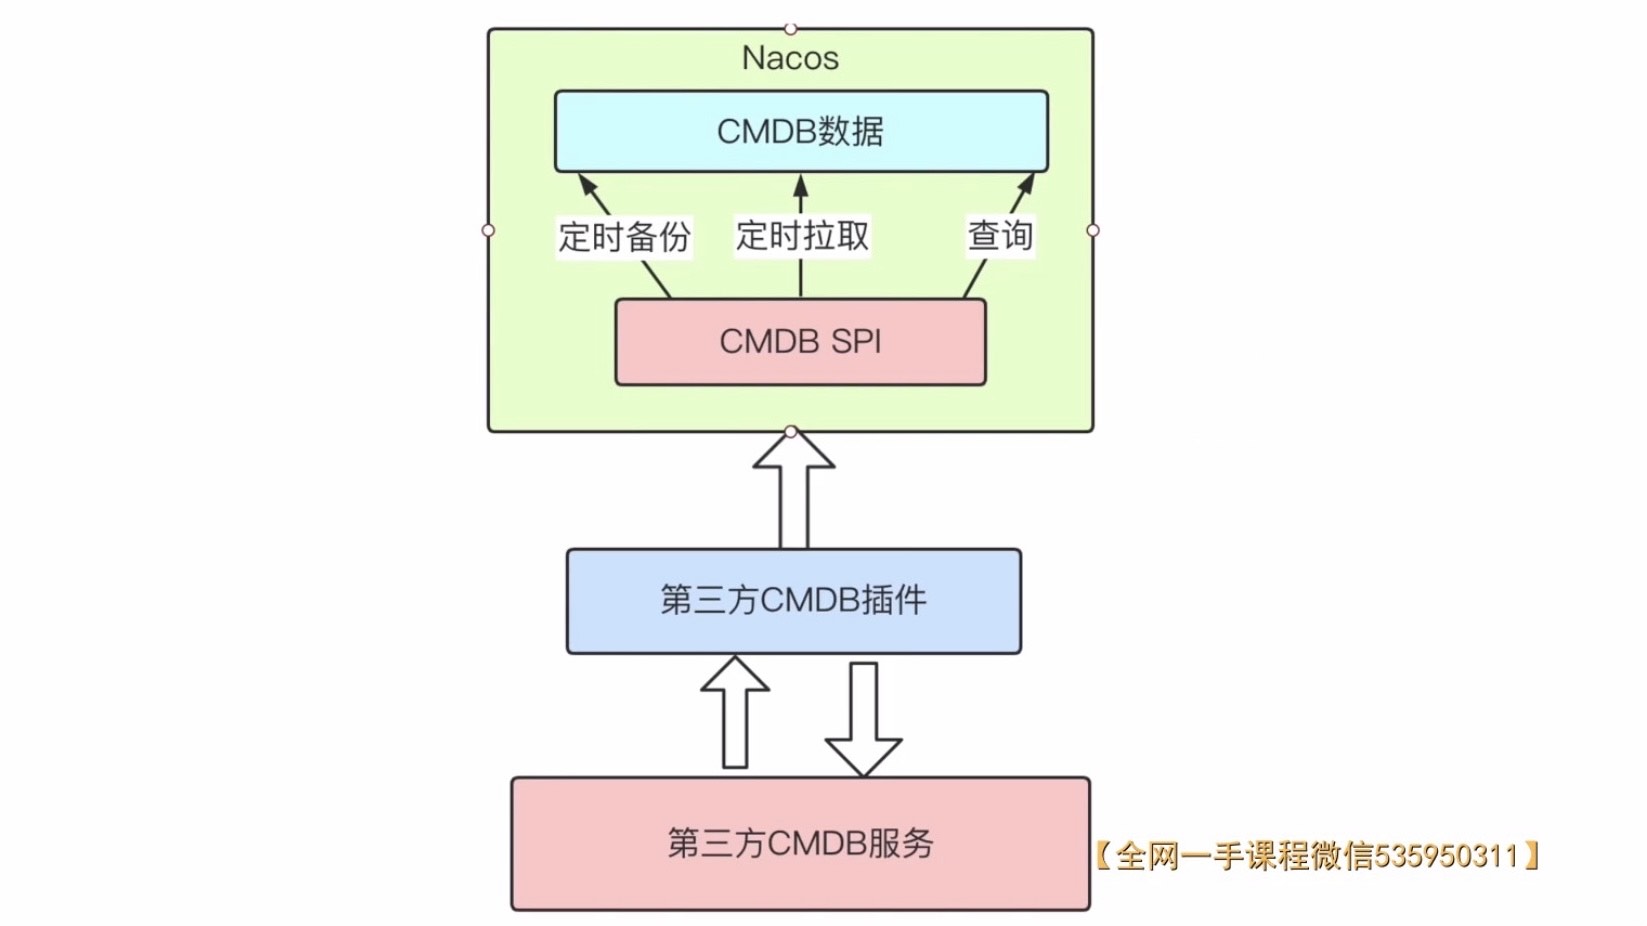 Nacos
CMDB数据
定时备份
定时拉取
查询
CMDB SPI
第三方CMDB插件
第三方CMDB服务
【全网一手课程微信535950311】